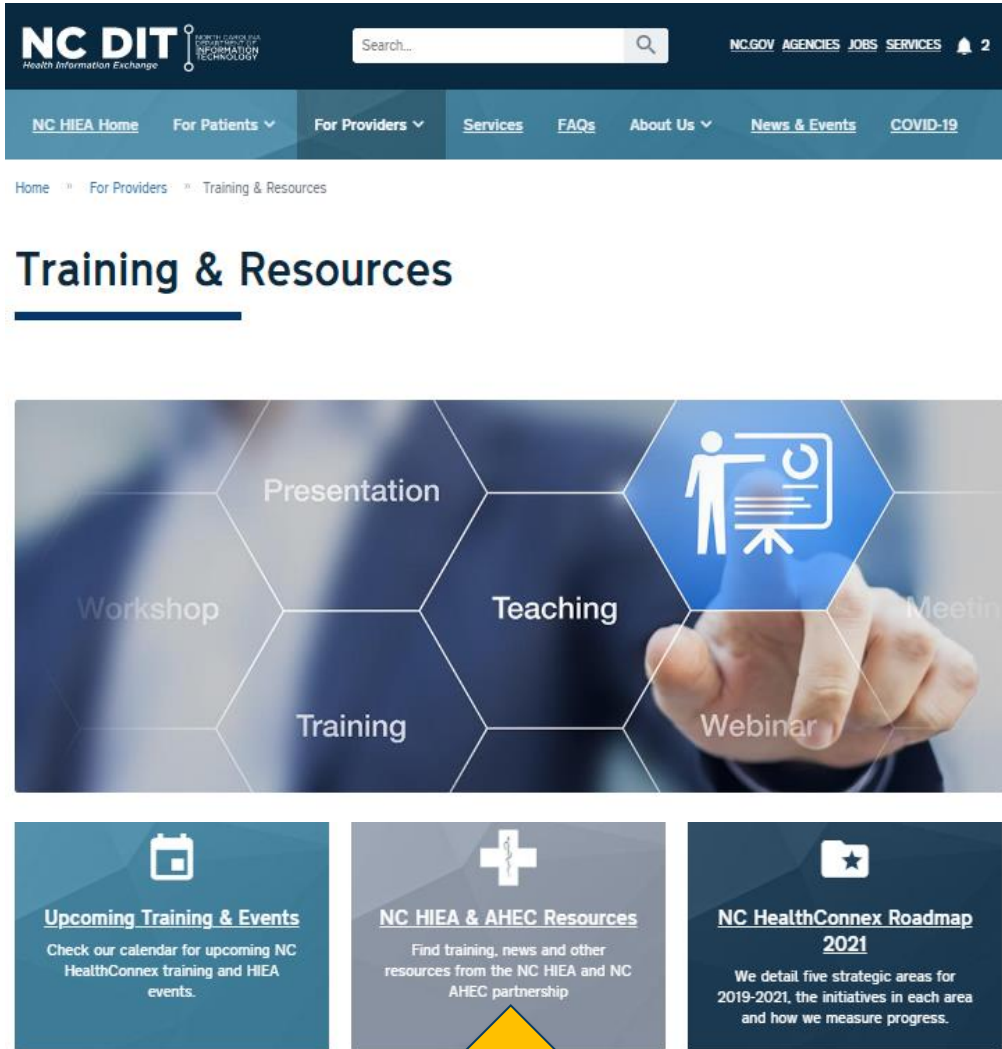 NC DIT
Health Information Exchange
NORTH CAROLINA
DEPARTMENT OF
INFORMATION
TECHNOLOGY
Search...
NC.GOV AGENCIES JOBS SERVICES 2
NC HIEA Home For Patients For Providers Services FAQs About Us News & Events COVID-19
Home » For Providers » Training & Resources
Training & Resources
Presentation
Workshop
Teaching
Meetin
Training
Webinar
Upcoming Training & Events
Check our calendar for upcoming NC
HealthConnex training and HIEA
events.
NC HIEA & AHEC Resources
Find training, news and other
resources from the NC HIEA and NC
AHEC partnership
NC HealthConnex Roadmap
2021
We detail five strategic areas for
2019-2021, the initiatives in each area
and how we measure progress.